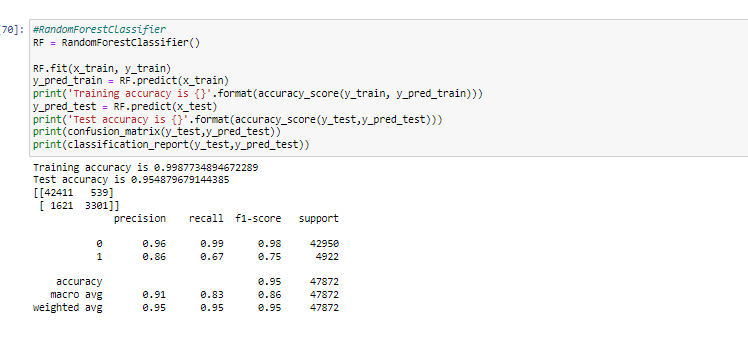 [70]: #RandomForestClassifier
RF = RandomForestClassifier()
RF.fit(x_train, y_train)
y_pred_train = RF.predict(x_train)
print('Training accuracy is {}'.format(accuracy_score(y_train, y_pred_train)))
y_pred_test = RF.predict(x_test)
print('Test accuracy is {}'.format(accuracy_score(y_test,y_pred_test)))
print(confusion_matrix(y_test,y_pred_test))
print(classification_report(y_test,y_pred_test))
Training accuracy is 0.9987734894672289
Test accuracy is 0.954879679144385
[[42411   539]
 [ 1621  3301]]
precision recall f1-score support
0 0.96 0.99 0.98 42950
1 0.86 0.67 0.75 4922
accuracy 0.95 47872
macro avg 0.91 0.83 0.86 47872
weighted avg 0.95 0.95 0.95 47872